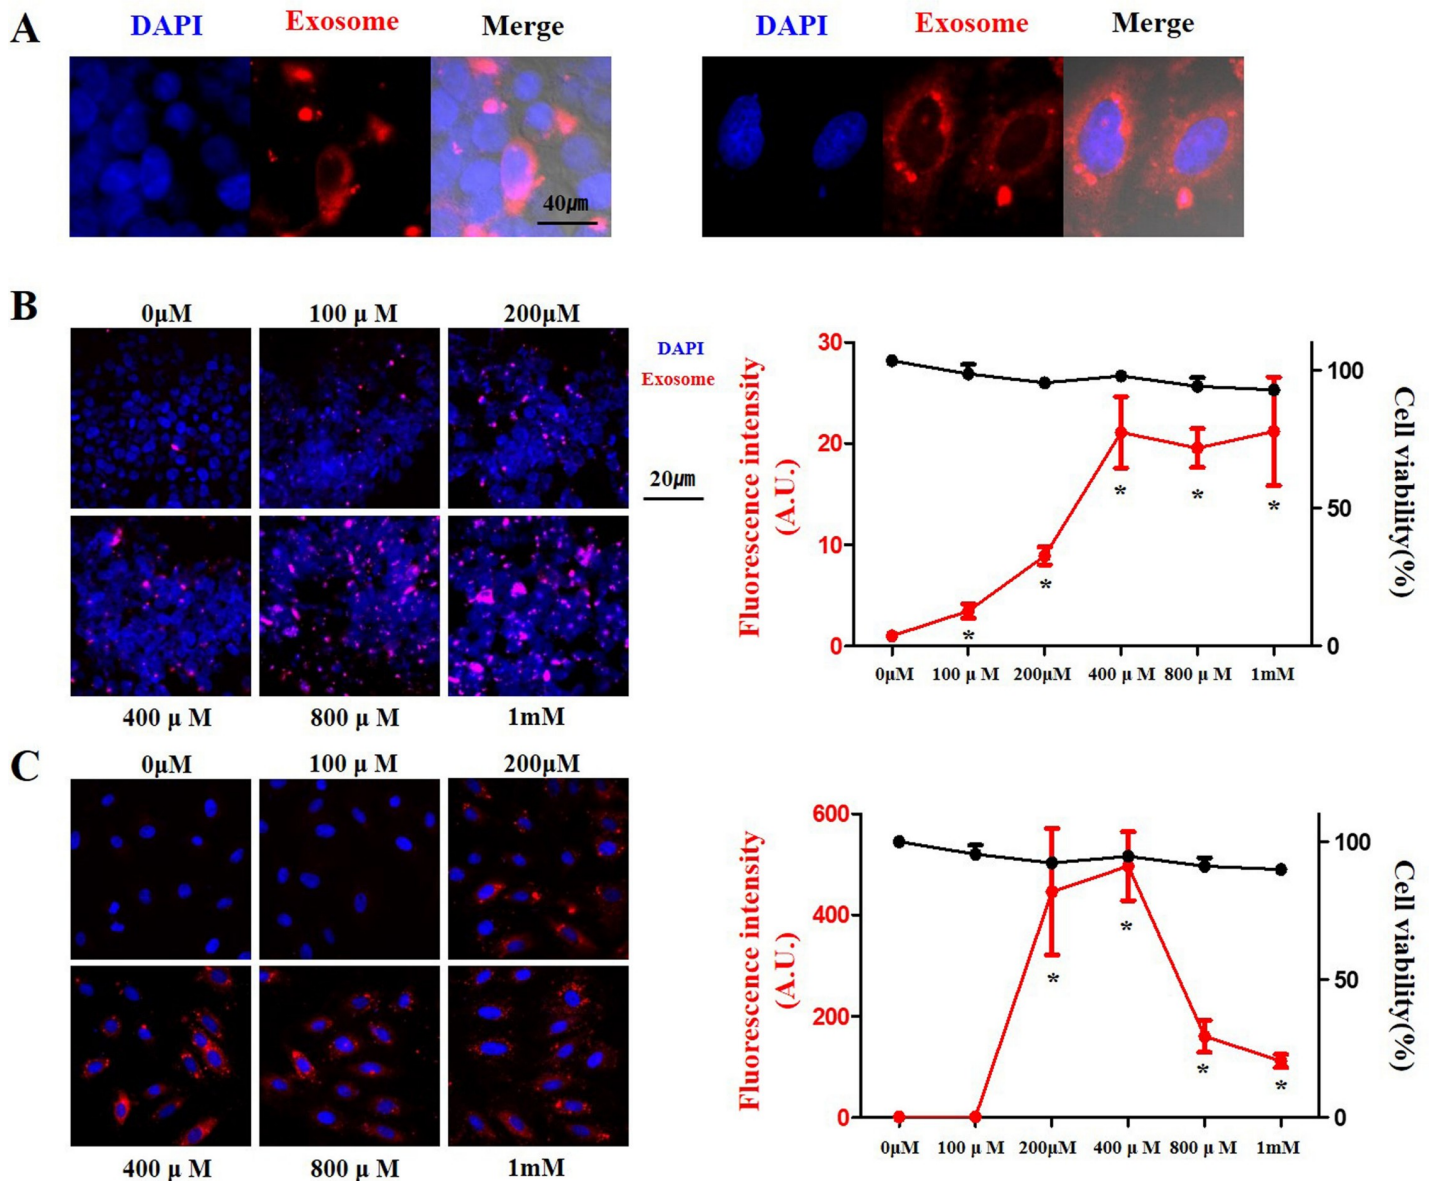 A
DAPI Exosome Merge
DAPI Exosome Merge
40㎛
B
0μM 100 μ M 200μM
DAPI
Exosome
20㎛
400 μ M 800 μ M 1mM
Fluorescence intensity
(A.U.)
30
20
10
0
* * * * *
100
50
0
Cell viability(%)
0μM 100 μ M 200μM 400 μ M 800 μ M 1mM
C
0μM 100 μ M 200μM
400 μ M 800 μ M 1mM
Fluorescence intensity
(A.U.)
600
400
200
0
* * * *
100
50
0
Cell viability(%)
0μM 100 μ M 200μM 400 μ M 800 μ M 1mM